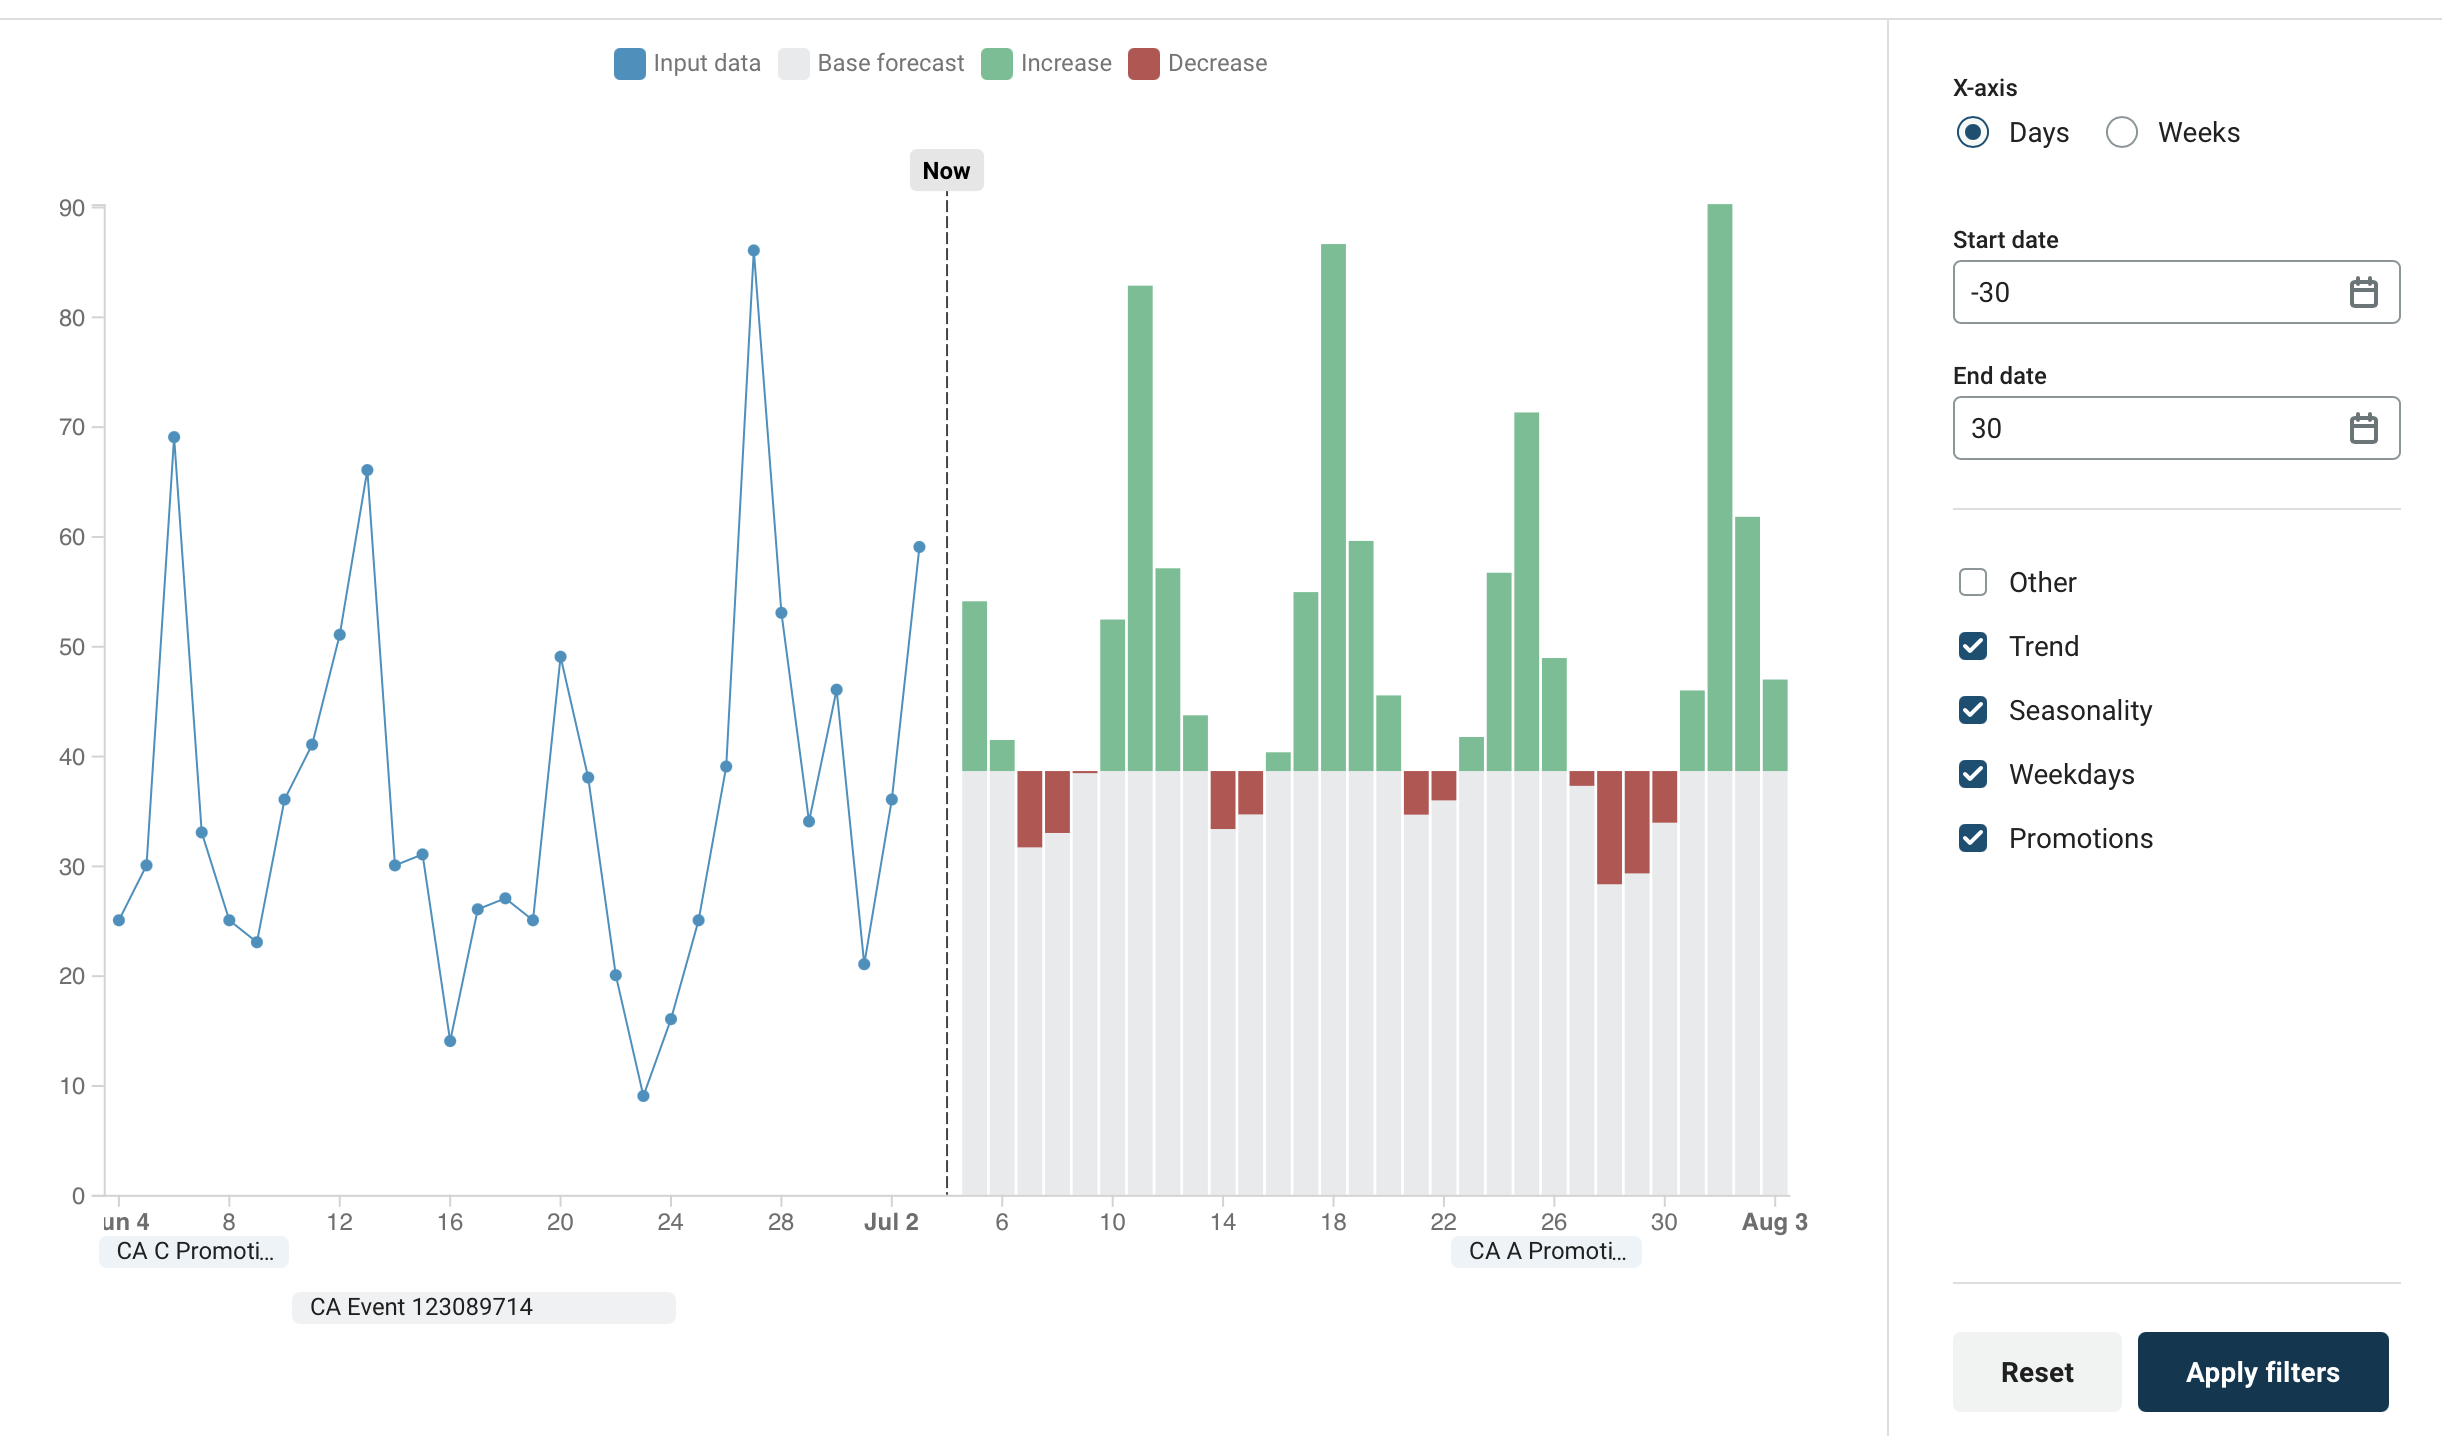 Input data Base forecast Increase Decrease
Now
90
80
70
60
50
40
30
20
10
0
un 4 8 12 16 20 24 28 Jul 2 6 10 14 18 22 26 30 Aug 3
CA C Promoti... CA A Promoti...
CA Event 123089714
X-axis
Days Weeks
Start date
-30
End date
30
Other
Trend
Seasonality
Weekdays
Promotions
Reset Apply filters